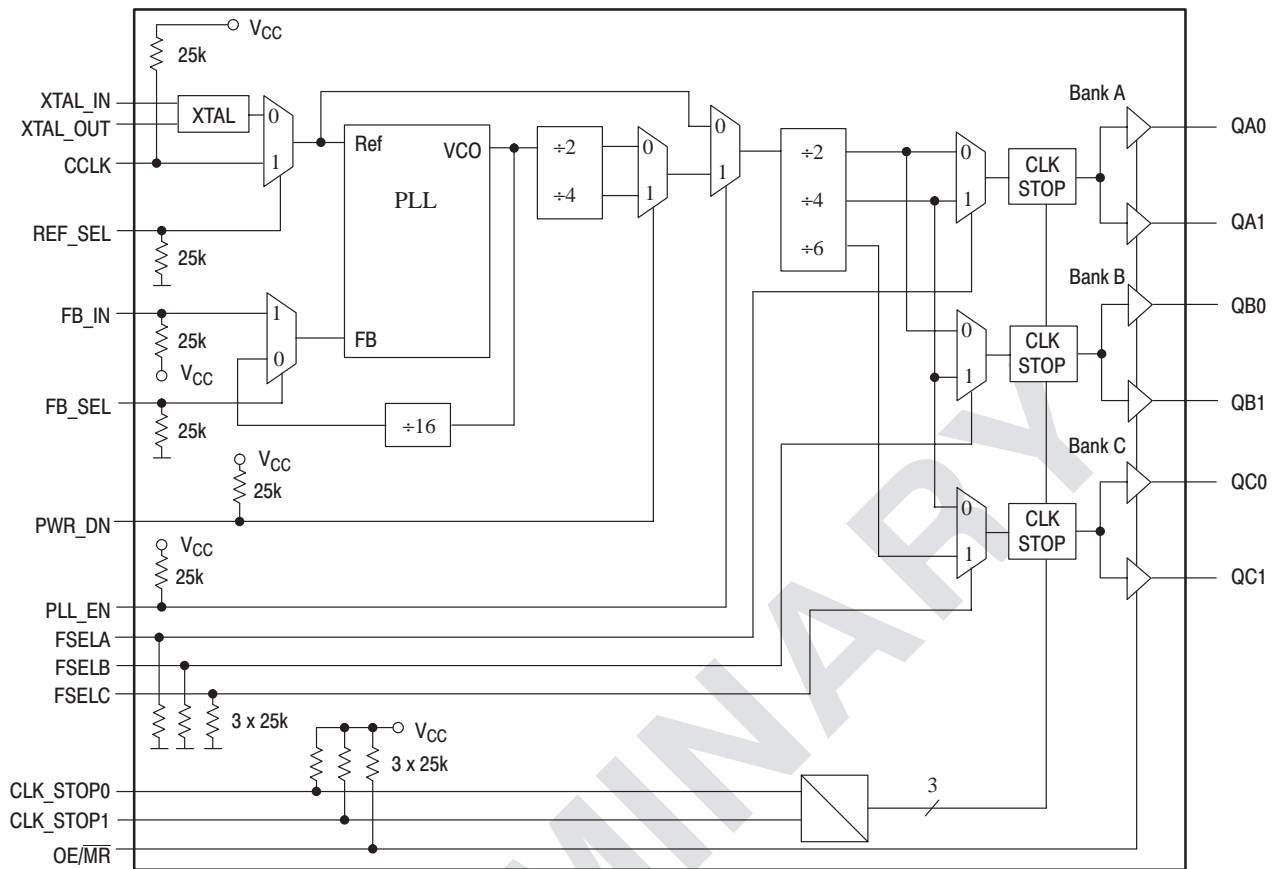 VCC
25k
XTAL_IN
XTAL_OUT
CCLK
XTAL
0
1
REF_SEL
25k
Ref
VCO
PLL
FB
÷2
÷4
0
1
0
1
÷2
÷4
÷6
0
1
CLK
STOP
Bank A
QA0
QA1
FB_IN
25k
VCC
1
0
FB_SEL
25k
÷16
0
1
CLK
STOP
Bank B
QB0
QB1
VCC
25k
PWR_DN
VCC
25k
PLL_EN
0
1
CLK
STOP
Bank C
QC0
QC1
FSELA
FSELB
FSELC
3 x 25k
VCC
3 x 25k
CLK_STOP0
CLK_STOP1
OE/MR
3
MINARY